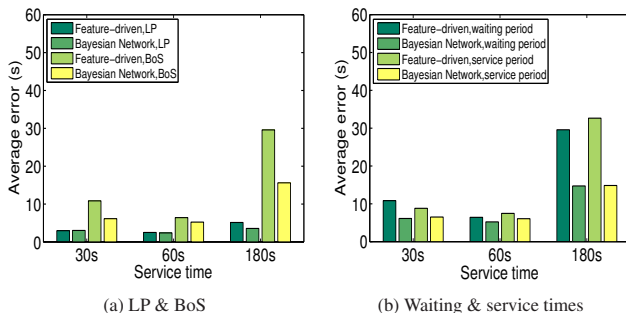 60
50
40
30
20
10
0
Average error (s)
Feature-driven,LP
Bayesian Network,LP
Feature-driven,BoS
Bayesian Network,BoS
30s 60s 180s
Service time
(a) LP & BoS
60
50
40
30
20
10
0
Average error (s)
Feature-driven,waiting period
Bayesian Network,waiting period
Feature-driven,service period
Bayesian Network,service period
30s 60s 180s
Service time
(b) Waiting & service times